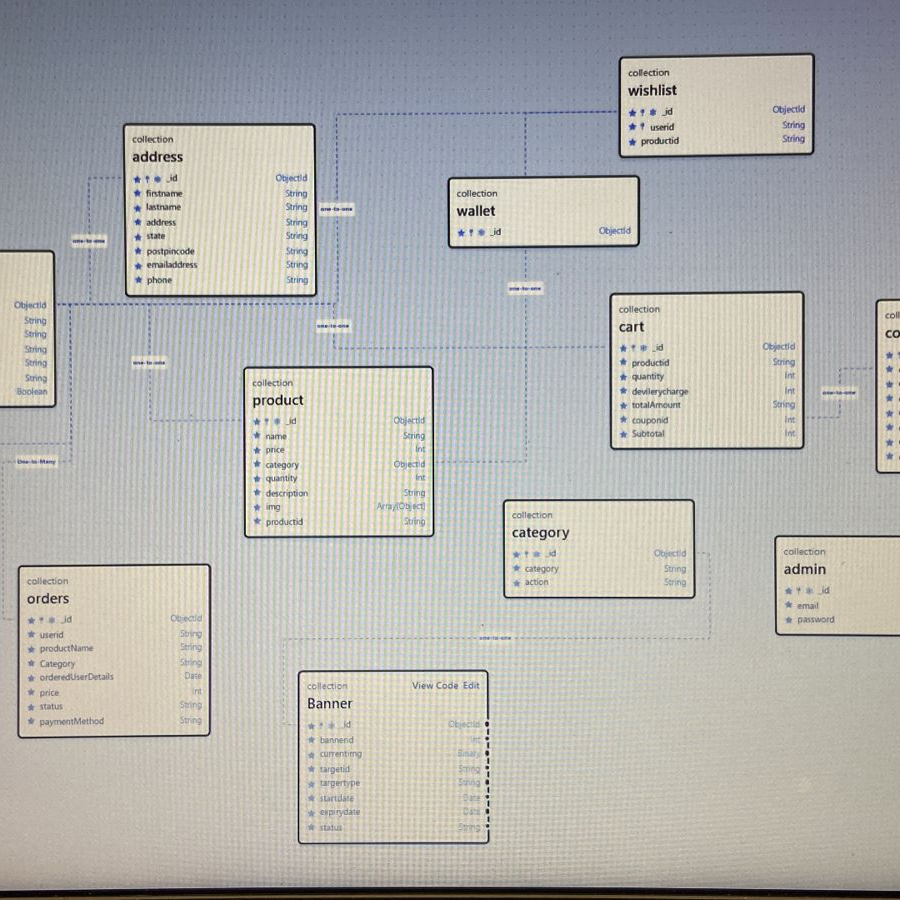 collection
wishlist
_id ObjectId
userid String
productid String
collection
address
_id ObjectId
firstname String
lastname String
address String
state String
postpincode String
emailaddress String
phone String
one-to-one
collection
wallet
_id ObjectId
one-to-one
one-to-one
ObjectId
String
String
String
String
String
Boolean
one-to-one
one-to-one
collection
cart
_id ObjectId
productid String
quantity Int
devilerycharge Int
totalAmount String
couponid Int
Subtotal Int
one-to-one
coll
co
collection
product
_id ObjectId
name String
price Int
category ObjectId
quantity Int
description String
img Array(Object)
productid String
One-to-Many
collection
category
_id ObjectId
category String
action String
collection
admin
_id
email
password
collection
orders
_id ObjectId
userid String
productName String
Category String
orderedUserDetails Date
price Int
status String
paymentMethod String
one-to-one
collection View Code Edit
Banner
_id ObjectId
bannerid Int
currentimg Binary
targetid String
targertype String
startdate Date
expirydate Date
status String